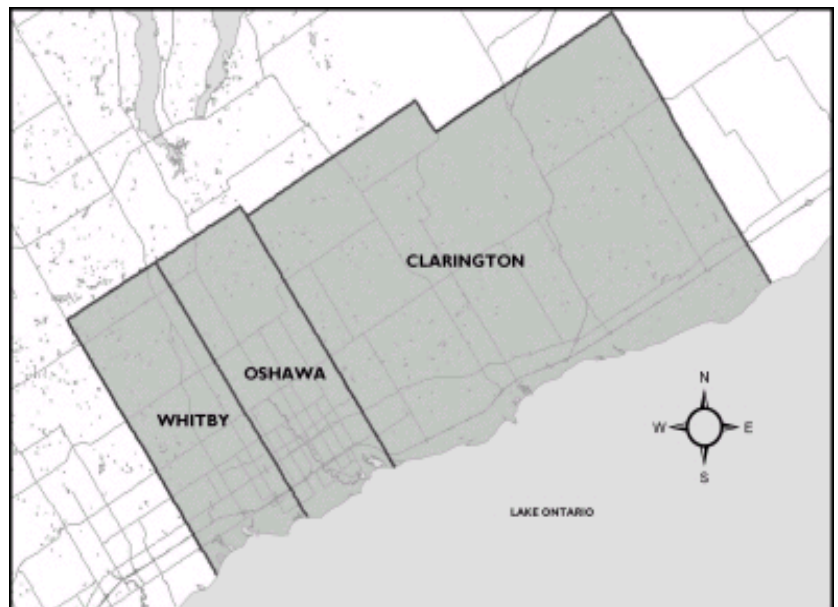 CLARINGTON
OSHAWA
WHITBY
N
W E
S
LAKE ONTARIO